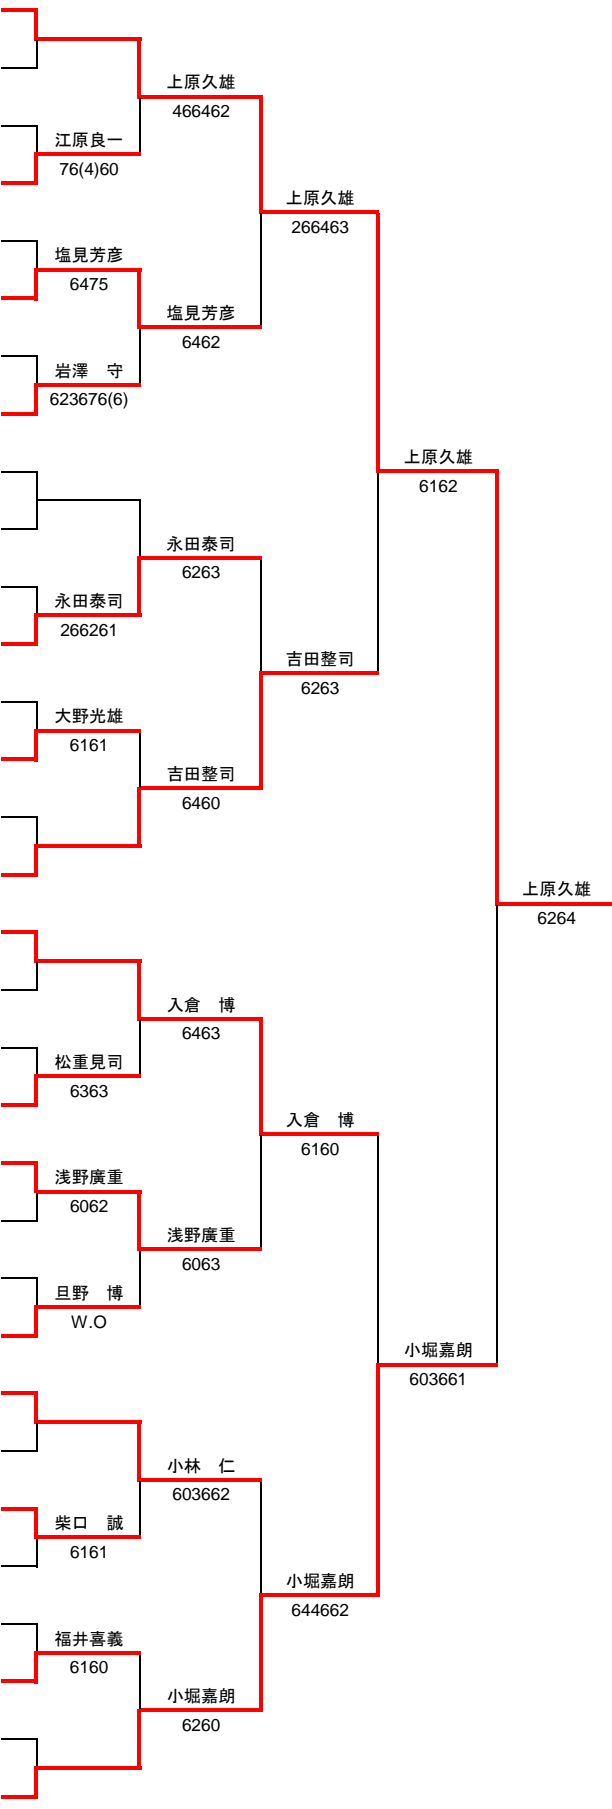 上原久雄
466462
江原良一
76(4)60
上原久雄
266463
塩見芳彦
6475
塩見芳彦
6462
岩澤　守
623676(6)
上原久雄
6162
永田泰司
6263
永田泰司
266261
吉田整司
6263
大野光雄
6161
吉田整司
6460
上原久雄
6264
入倉　博
6463
松重見司
6363
入倉　博
6160
浅野廣重
6062
浅野廣重
6063
旦野　博
W.O
小堀嘉朗
603661
小林　仁
603662
柴口　誠
6161
小堀嘉朗
644662
福井喜義
6160
小堀嘉朗
6260